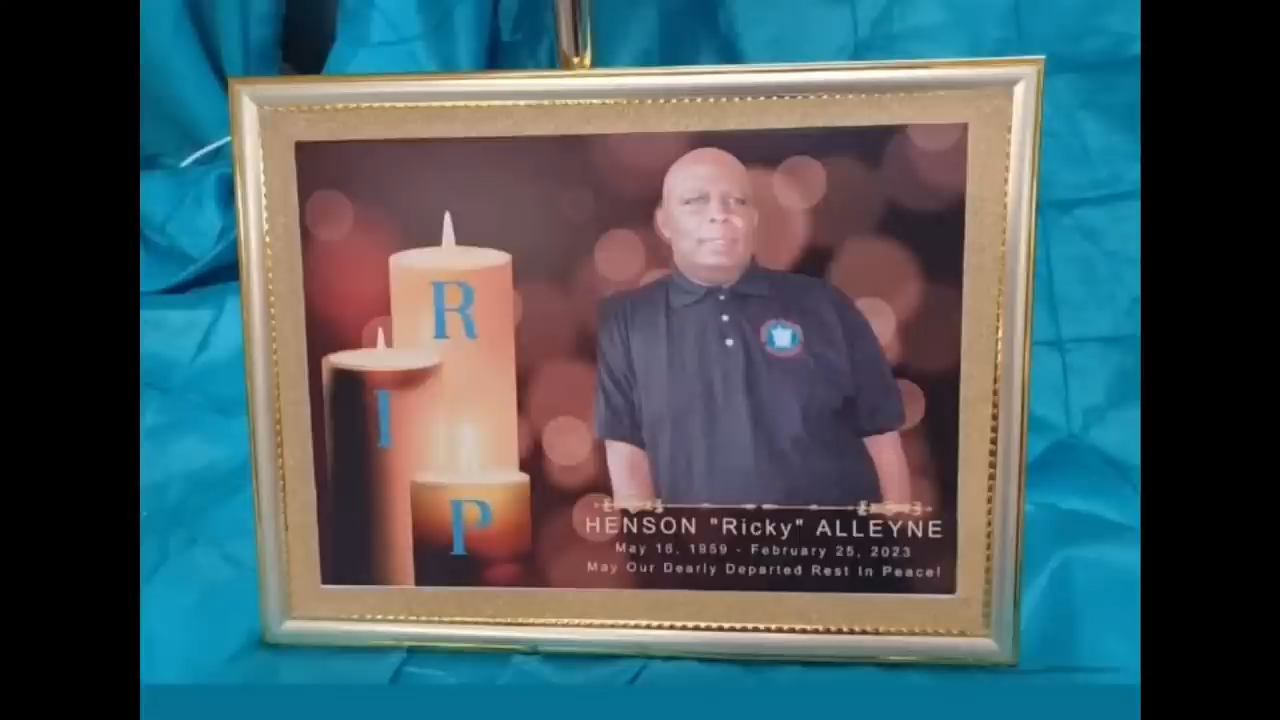 R
I
P
HENSON "Ricky" ALLEYNE
May 16, 1959 - February 25, 2023
May Our Dearly Departed Rest In Peace!